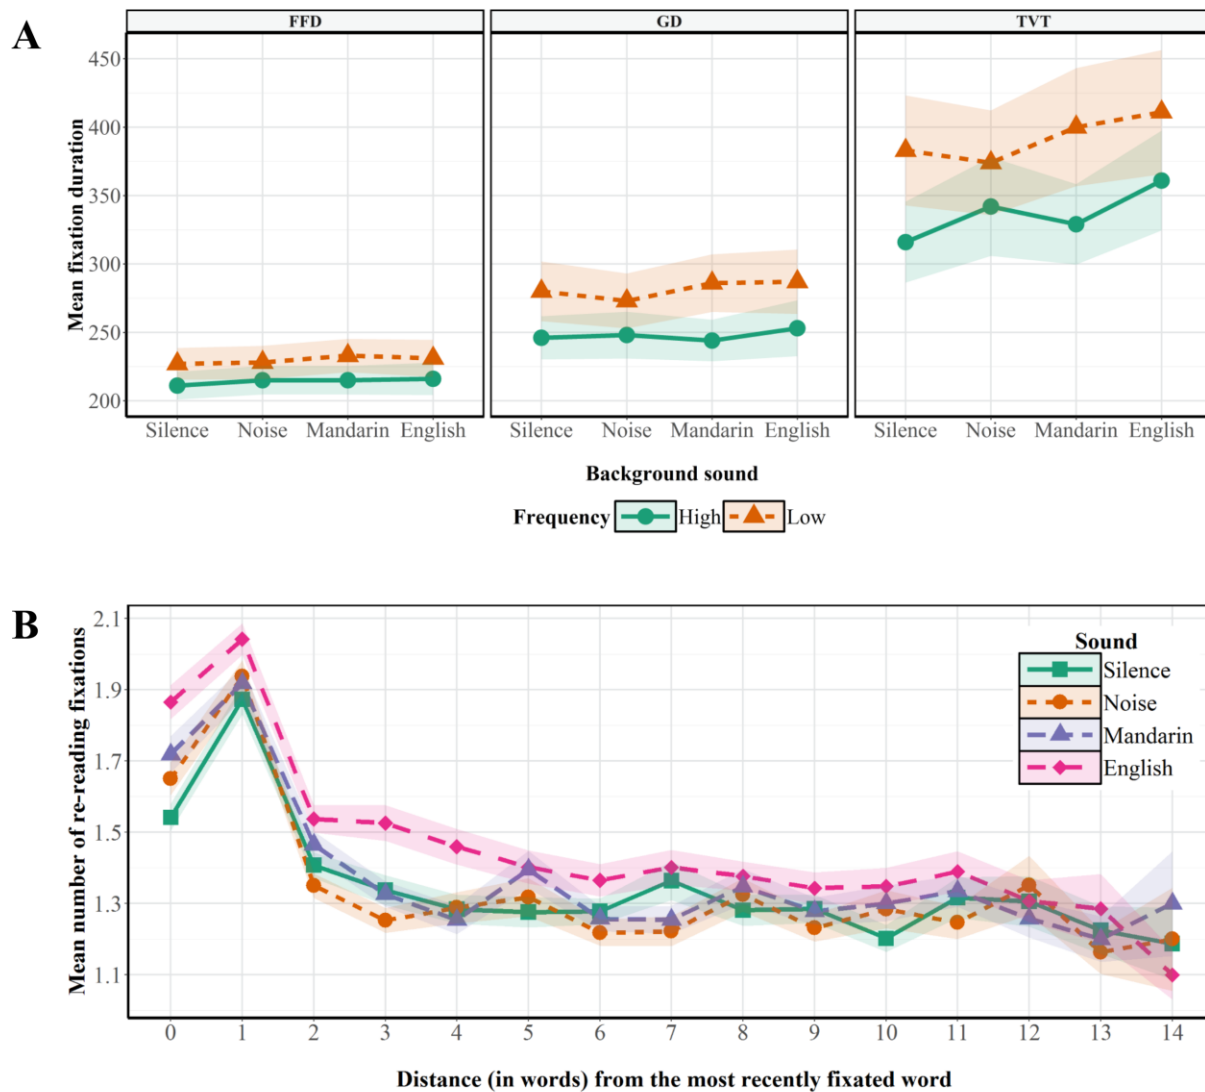 A
FFD GD TVT
Mean fixation duration
450
400
350
300
250
200
Silence Noise Mandarin English Silence Noise Mandarin English Silence Noise Mandarin English
Background sound
Frequency High Low
B
Mean number of re-reading fixations
2.1
1.9
1.7
1.5
1.3
1.1
Sound
Silence
Noise
Mandarin
English
0 1 2 3 4 5 6 7 8 9 10 11 12 13 14
Distance (in words) from the most recently fixated word